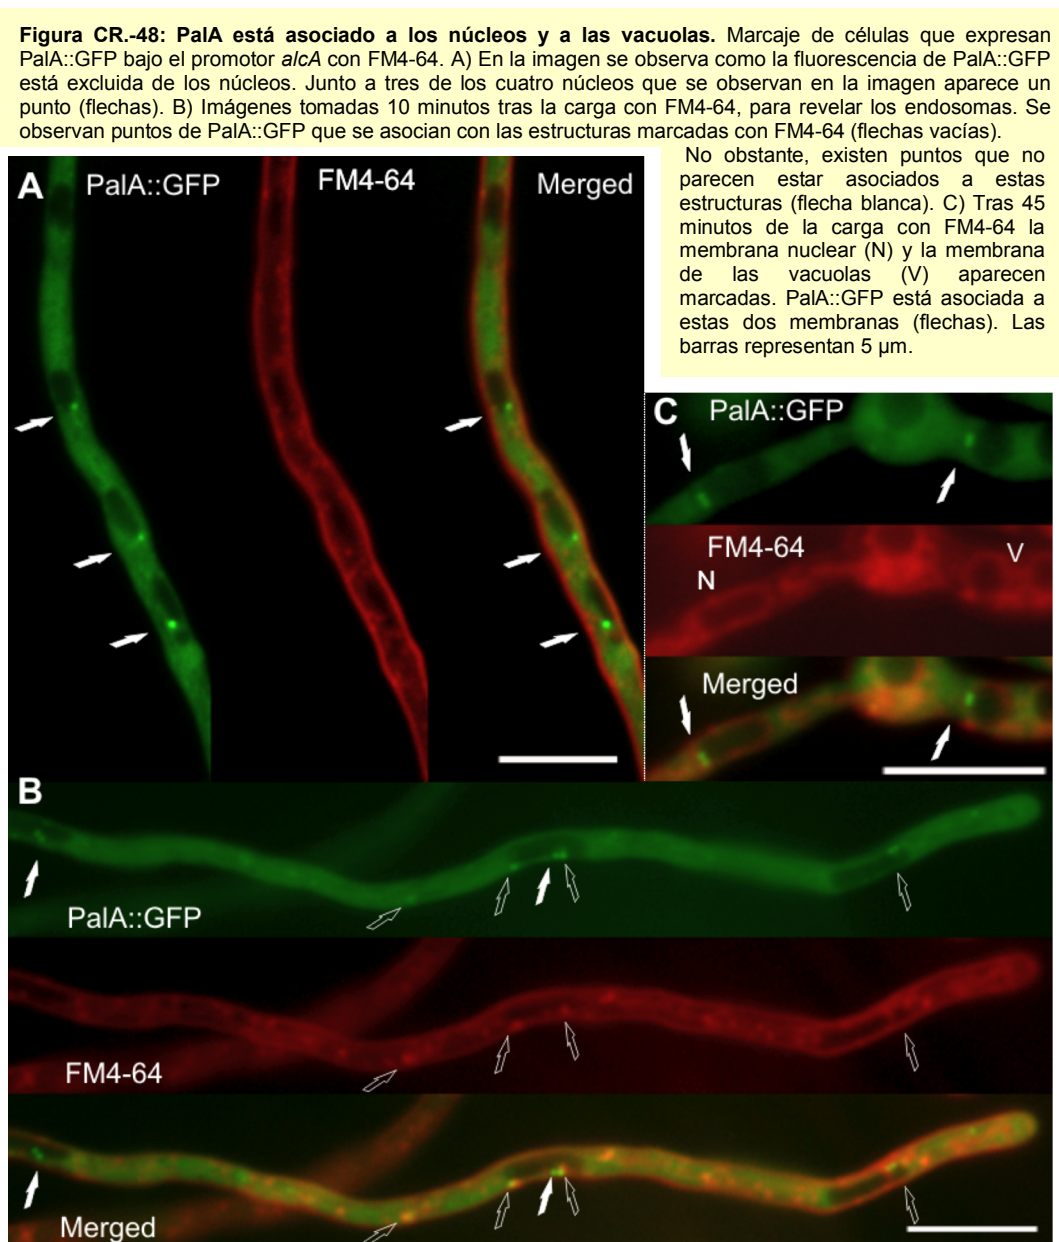 Figura CR.-48: PalA está asociado a los núcleos y a las vacuolas. Marcaje de células que expresan
PalA::GFP bajo el promotor alcA con FM4-64. A) En la imagen se observa como la fluorescencia de PalA::GFP
está excluida de los núcleos. Junto a tres de los cuatro núcleos que se observan en la imagen aparece un
punto (flechas). B) Imágenes tomadas 10 minutos tras la carga con FM4-64, para revelar los endosomas. Se
observan puntos de PalA::GFP que se asocian con las estructuras marcadas con FM4-64 (flechas vacías).
No obstante, existen puntos que no
parecen estar asociados a estas
estructuras (flecha blanca). C) Tras 45
minutos de la carga con FM4-64 la
membrana nuclear (N) y la membrana
de las vacuolas (V) aparecen
marcadas. PalA::GFP está asociada a
estas dos membranas (flechas). Las
barras representan 5 µm.
A PalA::GFP FM4-64 Merged
C PalA::GFP
FM4-64 V
N
Merged
B
PalA::GFP
FM4-64
Merged